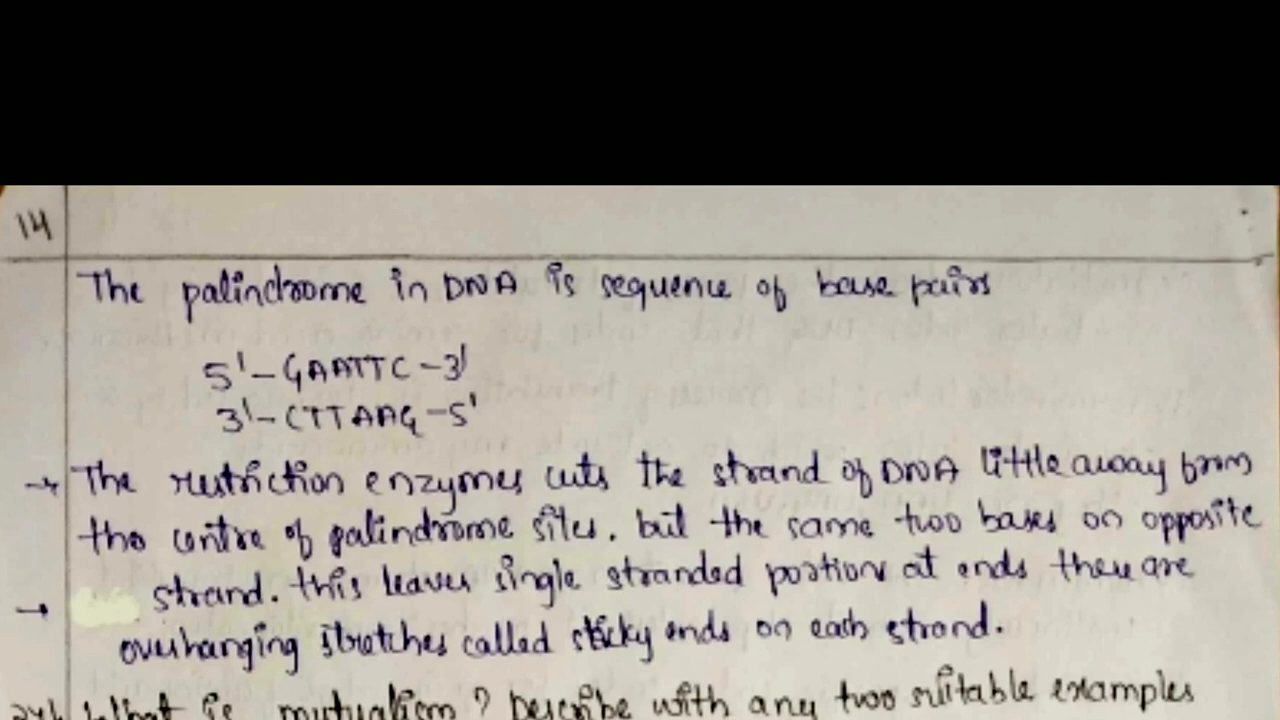 14
The palindrome in DNA is sequence of base pairs
5'-GAATTC-3'
3'-CTTAAG-5'
→ The restriction enzymes cuts the strand of DNA little away from
the centre of palindrome sites. but the same two bases on opposite
→ strand. this leaves single stranded portion at ends these are
overhanging stretches called sticky ends on each strand.
What is mutualism? Describe with any two suitable examples